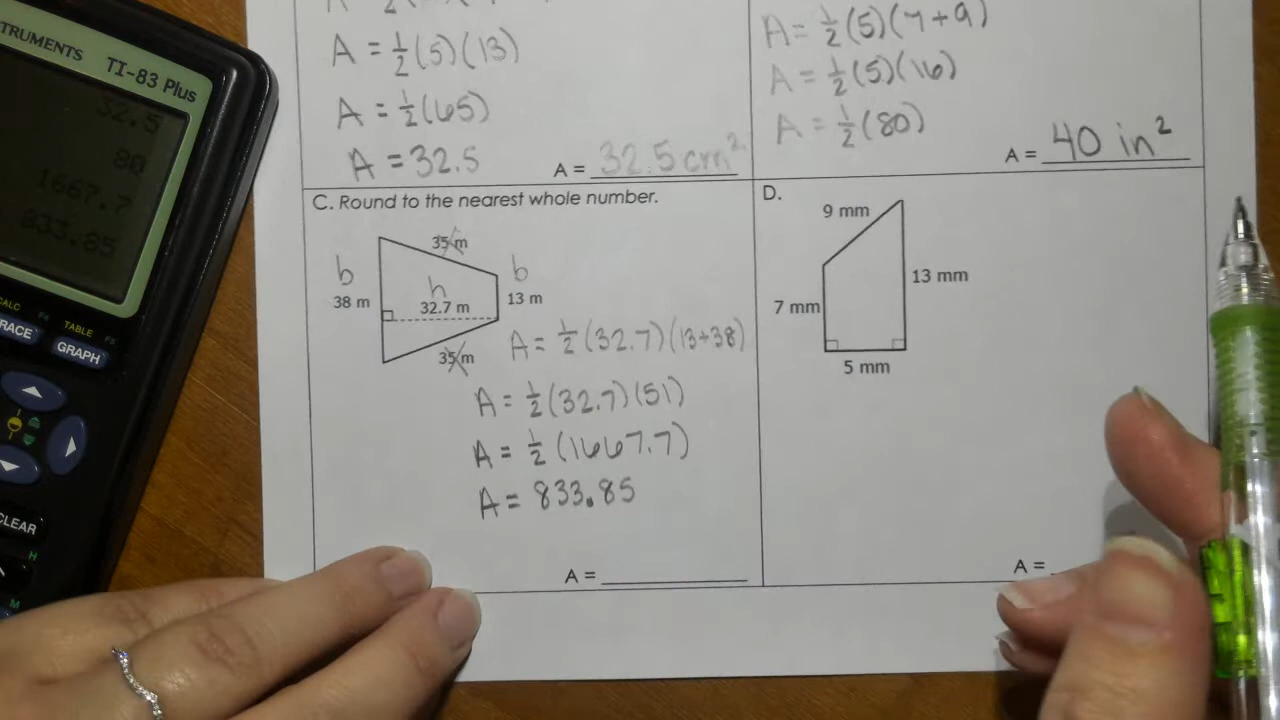 TRUMENTS TI-83 Plus
32.5
80
1667.7
833.85
CALC
RACE
TABLE
GRAPH
CLEAR
A = 1/2(5)(13)
A = 1/2(65)
A = 32.5
A = 32.5 cm²
A = 1/2(5)(7+9)
A = 1/2(5)(16)
A = 1/2(80)
A = 40 in²
C. Round to the nearest whole number.
35 m
b
b
h
38 m
32.7 m
13 m
35 m
A = 1/2(32.7)(13+38)
A = 1/2(32.7)(51)
A = 1/2(1667.7)
A = 833.85
A =
D.
9 mm
13 mm
7 mm
5 mm
A =